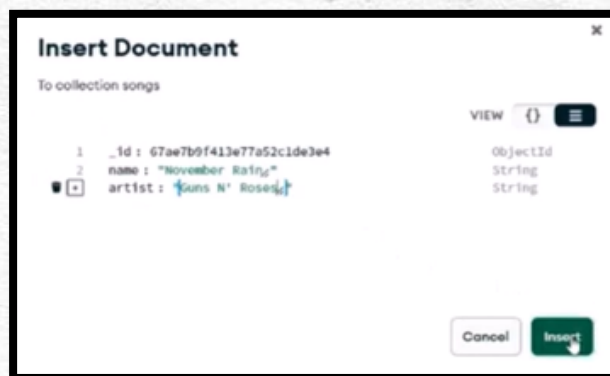 Insert Document
To collection songs
VIEW {}
1 _id : 67ae7b9f413e77a52c1de3e4 ObjectId
2 name : "November Rain" String
artist : "Guns N' Roses" String
Cancel Insert